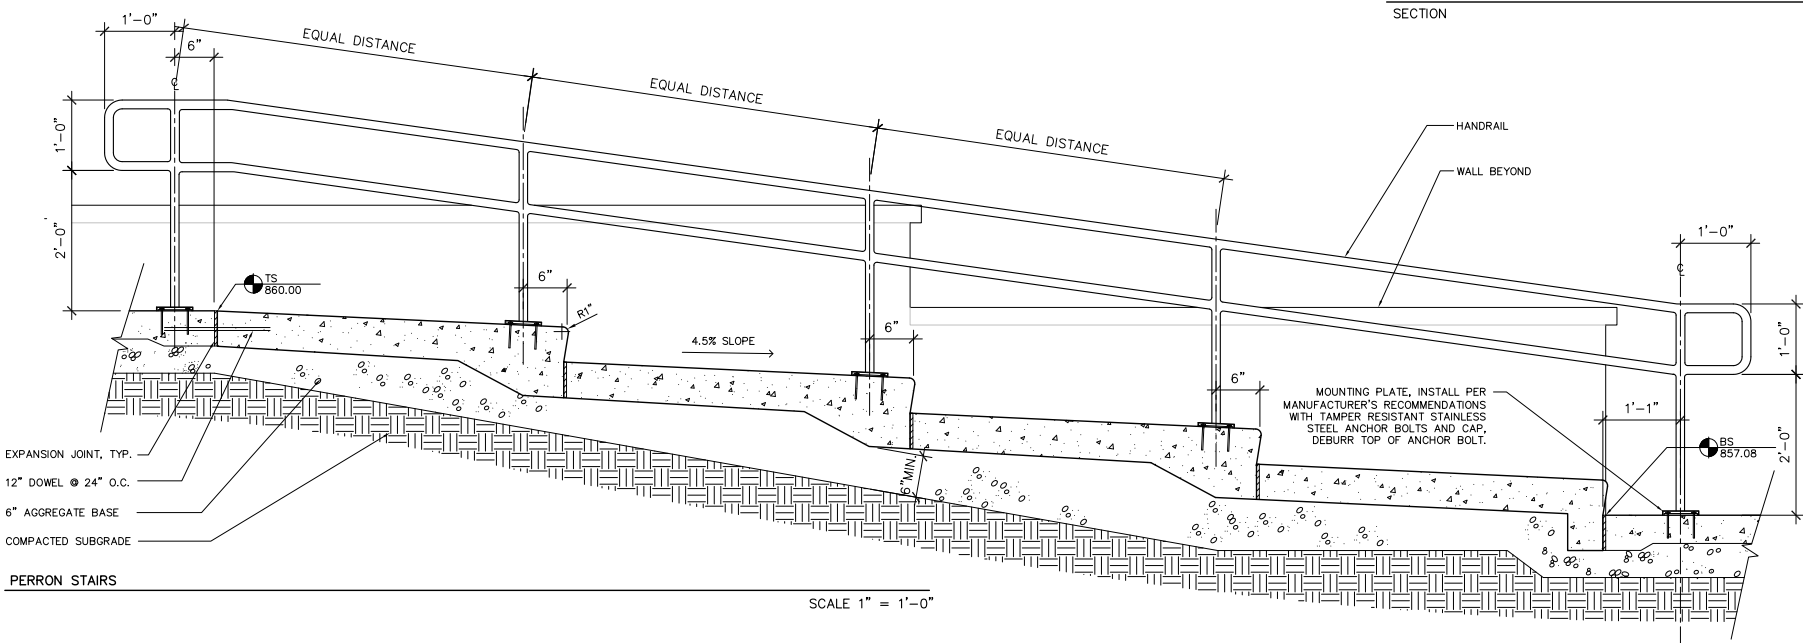 SECTION
1'-0"
6"
EQUAL DISTANCE
EQUAL DISTANCE
EQUAL DISTANCE
℄
1'-0"
2'-0"
HANDRAIL
WALL BEYOND
1'-0"
℄
TS
860.00
6"
R1"
4.5% SLOPE
6"
6"
1'-0"
2'-0"
MOUNTING PLATE, INSTALL PER
MANUFACTURER'S RECOMMENDATIONS
WITH TAMPER RESISTANT STAINLESS
STEEL ANCHOR BOLTS AND CAP,
DEBURR TOP OF ANCHOR BOLT.
1'-1"
BS
857.08
6"MIN.
EXPANSION JOINT, TYP.
12" DOWEL @ 24" O.C.
6" AGGREGATE BASE
COMPACTED SUBGRADE
PERRON STAIRS
SCALE 1" = 1'-0"